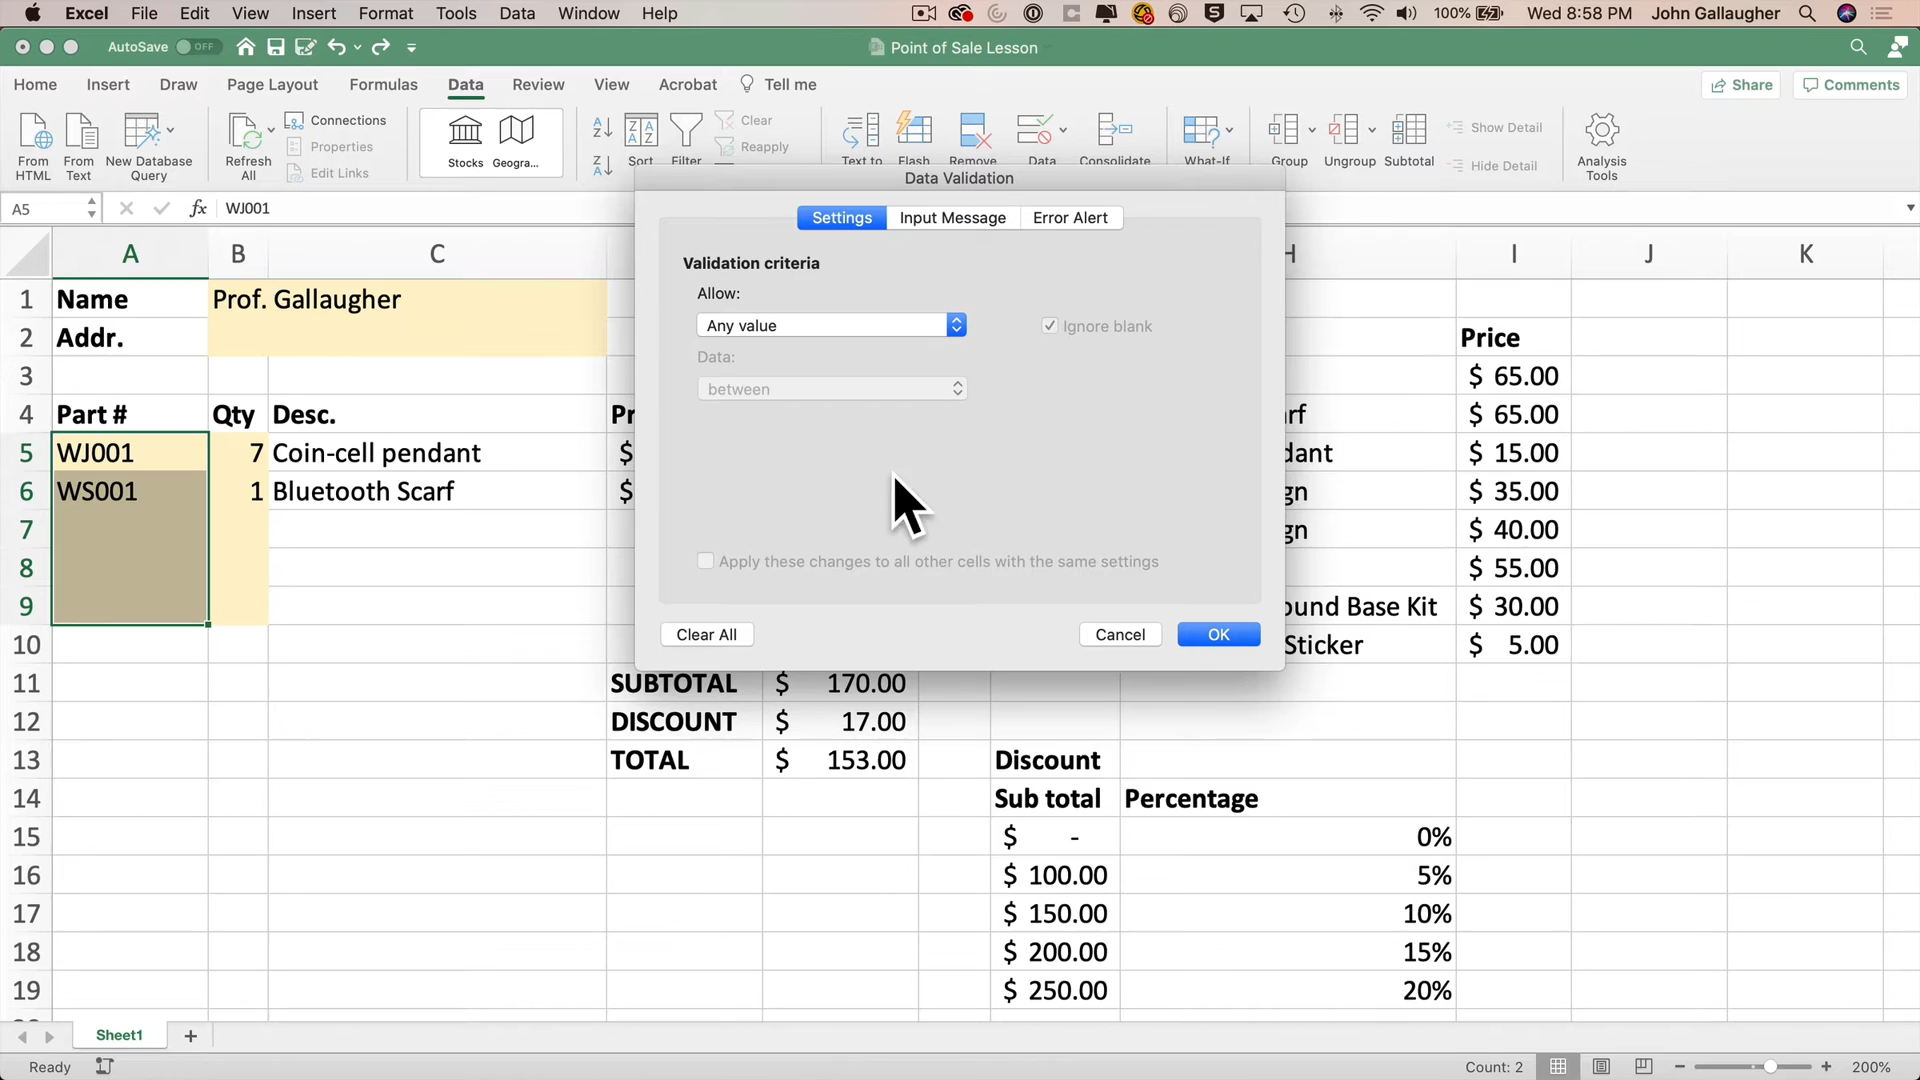 Excel File Edit View Insert Format Tools Data Window Help 100% Wed 8:58 PM John Gallaugher
AutoSave OFF Point of Sale Lesson
Home Insert Draw Page Layout Formulas Data Review View Acrobat Tell me Share Comments
From HTML
From Text
New Database Query
Refresh All
Connections
Properties
Edit Links
Stocks Geogra...
Sort Filter
Clear
Reapply
Text to Flash Remove Data Consolidate What-If
Group Ungroup Subtotal
Show Detail
Hide Detail
Analysis Tools
A5 fx WJ001
Data Validation
Settings Input Message Error Alert
Validation criteria
Allow:
Any value Ignore blank
Data:
between
Apply these changes to all other cells with the same settings
Clear All Cancel OK
A B C H I J K
1 Name Prof. Gallaugher
2 Addr. Price
3 $ 65.00
4 Part # Qty Desc. $ 65.00
5 WJ001 7 Coin-cell pendant $ $ 15.00
6 WS001 1 Bluetooth Scarf $ $ 35.00
7 $ 40.00
8 $ 55.00
9 Base Kit $ 30.00
10 Sticker $ 5.00
11 SUBTOTAL $ 170.00
12 DISCOUNT $ 17.00
13 TOTAL $ 153.00 Discount
14 Sub total Percentage
15 $ - 0%
16 $ 100.00 5%
17 $ 150.00 10%
18 $ 200.00 15%
19 $ 250.00 20%
Sheet1 +
Ready Count: 2 200%